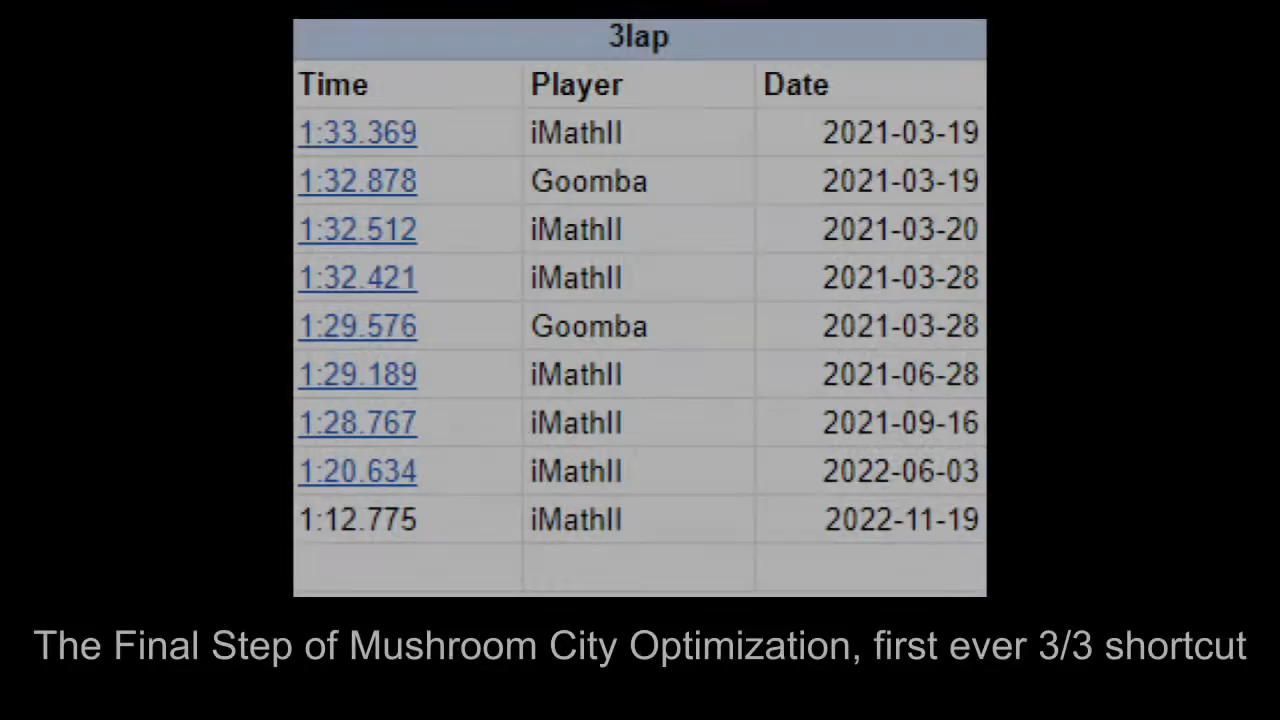 3lap
Time Player Date
1:33.369 iMathII 2021-03-19
1:32.878 Goomba 2021-03-19
1:32.512 iMathII 2021-03-20
1:32.421 iMathII 2021-03-28
1:29.576 Goomba 2021-03-28
1:29.189 iMathII 2021-06-28
1:28.767 iMathII 2021-09-16
1:20.634 iMathII 2022-06-03
1:12.775 iMathII 2022-11-19
The Final Step of Mushroom City Optimization, first ever 3/3 shortcut